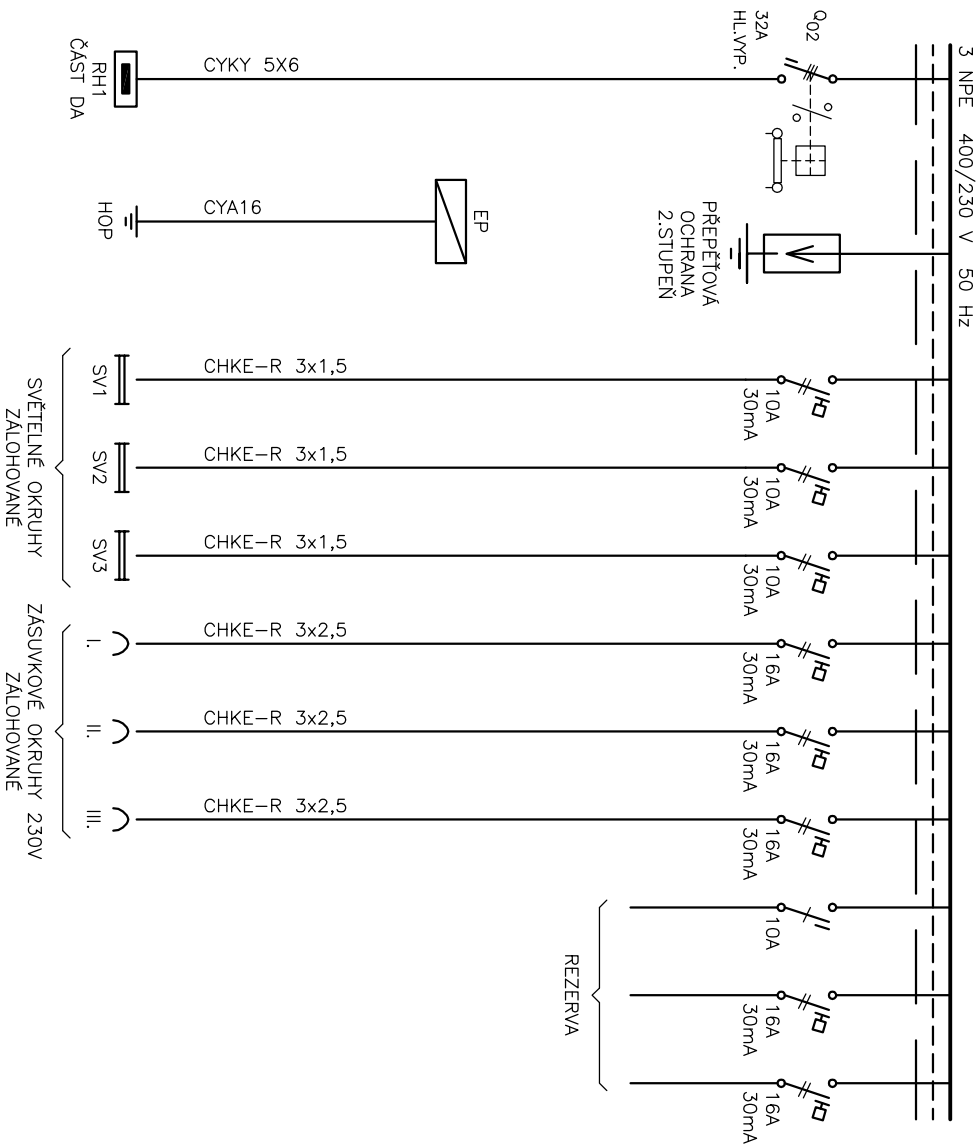 3 NPE 400/230 V 50 Hz
Q02
32A
HL.VYP.
CYKY 5X6
RH1
ČÁST DA
EP
CYA16
HOP
PŘEPĚŤOVÁ
OCHRANA
2.STUPEŇ
10A
30mA
CHKE-R 3x1,5
SV1
10A
30mA
CHKE-R 3x1,5
SV2
10A
30mA
CHKE-R 3x1,5
SV3
SVĚTELNÉ OKRUHY
ZÁLOHOVANÉ
16A
30mA
CHKE-R 3x2,5
I.
16A
30mA
CHKE-R 3x2,5
II.
16A
30mA
CHKE-R 3x2,5
III.
ZÁSUVKOVÉ OKRUHY 230V
ZÁLOHOVANÉ
10A
16A
30mA
16A
30mA
REZERVA